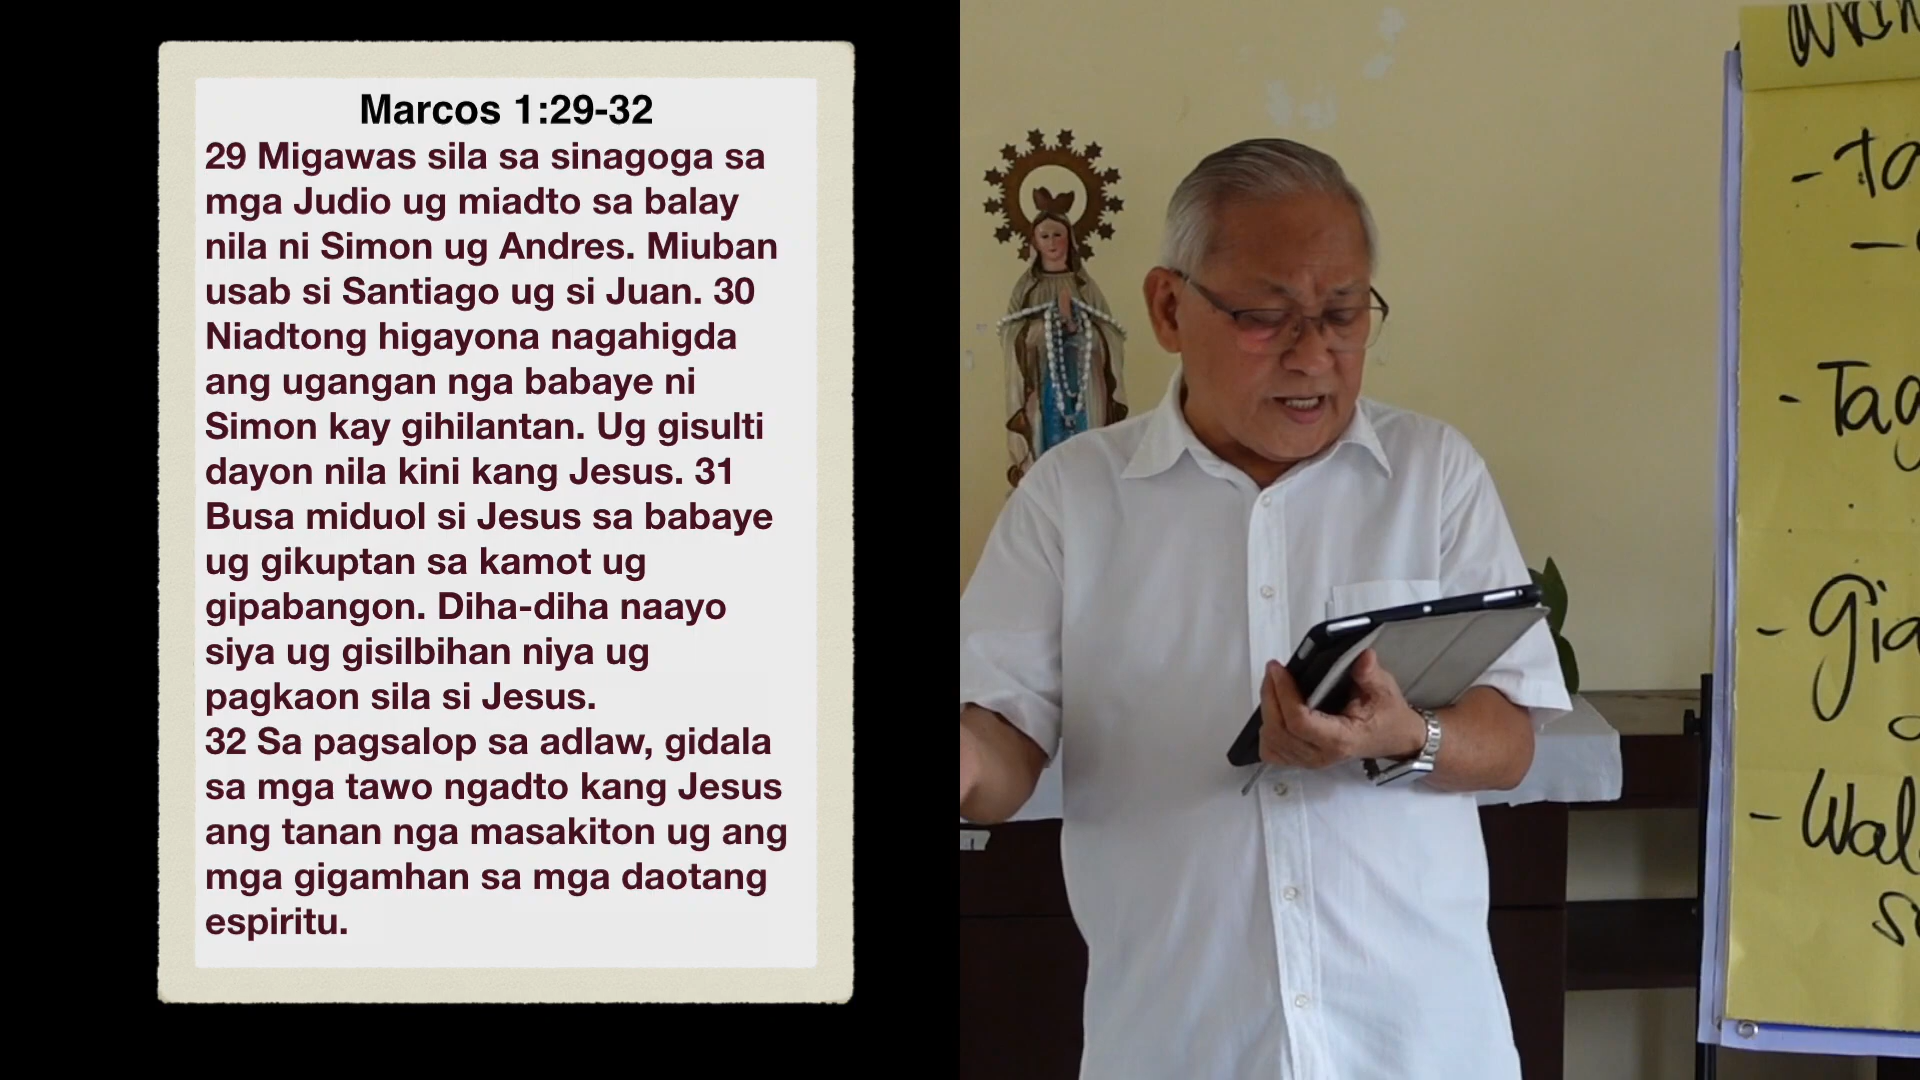 Marcos 1:29-32
29 Migawas sila sa sinagoga sa
mga Judio ug miadto sa balay
nila ni Simon ug Andres. Miuban
usab si Santiago ug si Juan. 30
Niadtong higayona nagahigda
ang ugangan nga babaye ni
Simon kay gihilantan. Ug gisulti
dayon nila kini kang Jesus. 31
Busa miduol si Jesus sa babaye
ug gikuptan sa kamot ug
gipabangon. Diha-diha naayo
siya ug gisilbihan niya ug
pagkaon sila si Jesus.
32 Sa pagsalop sa adlaw, gidala
sa mga tawo ngadto kang Jesus
ang tanan nga masakiton ug ang
mga gigamhan sa mga daotang
espiritu.